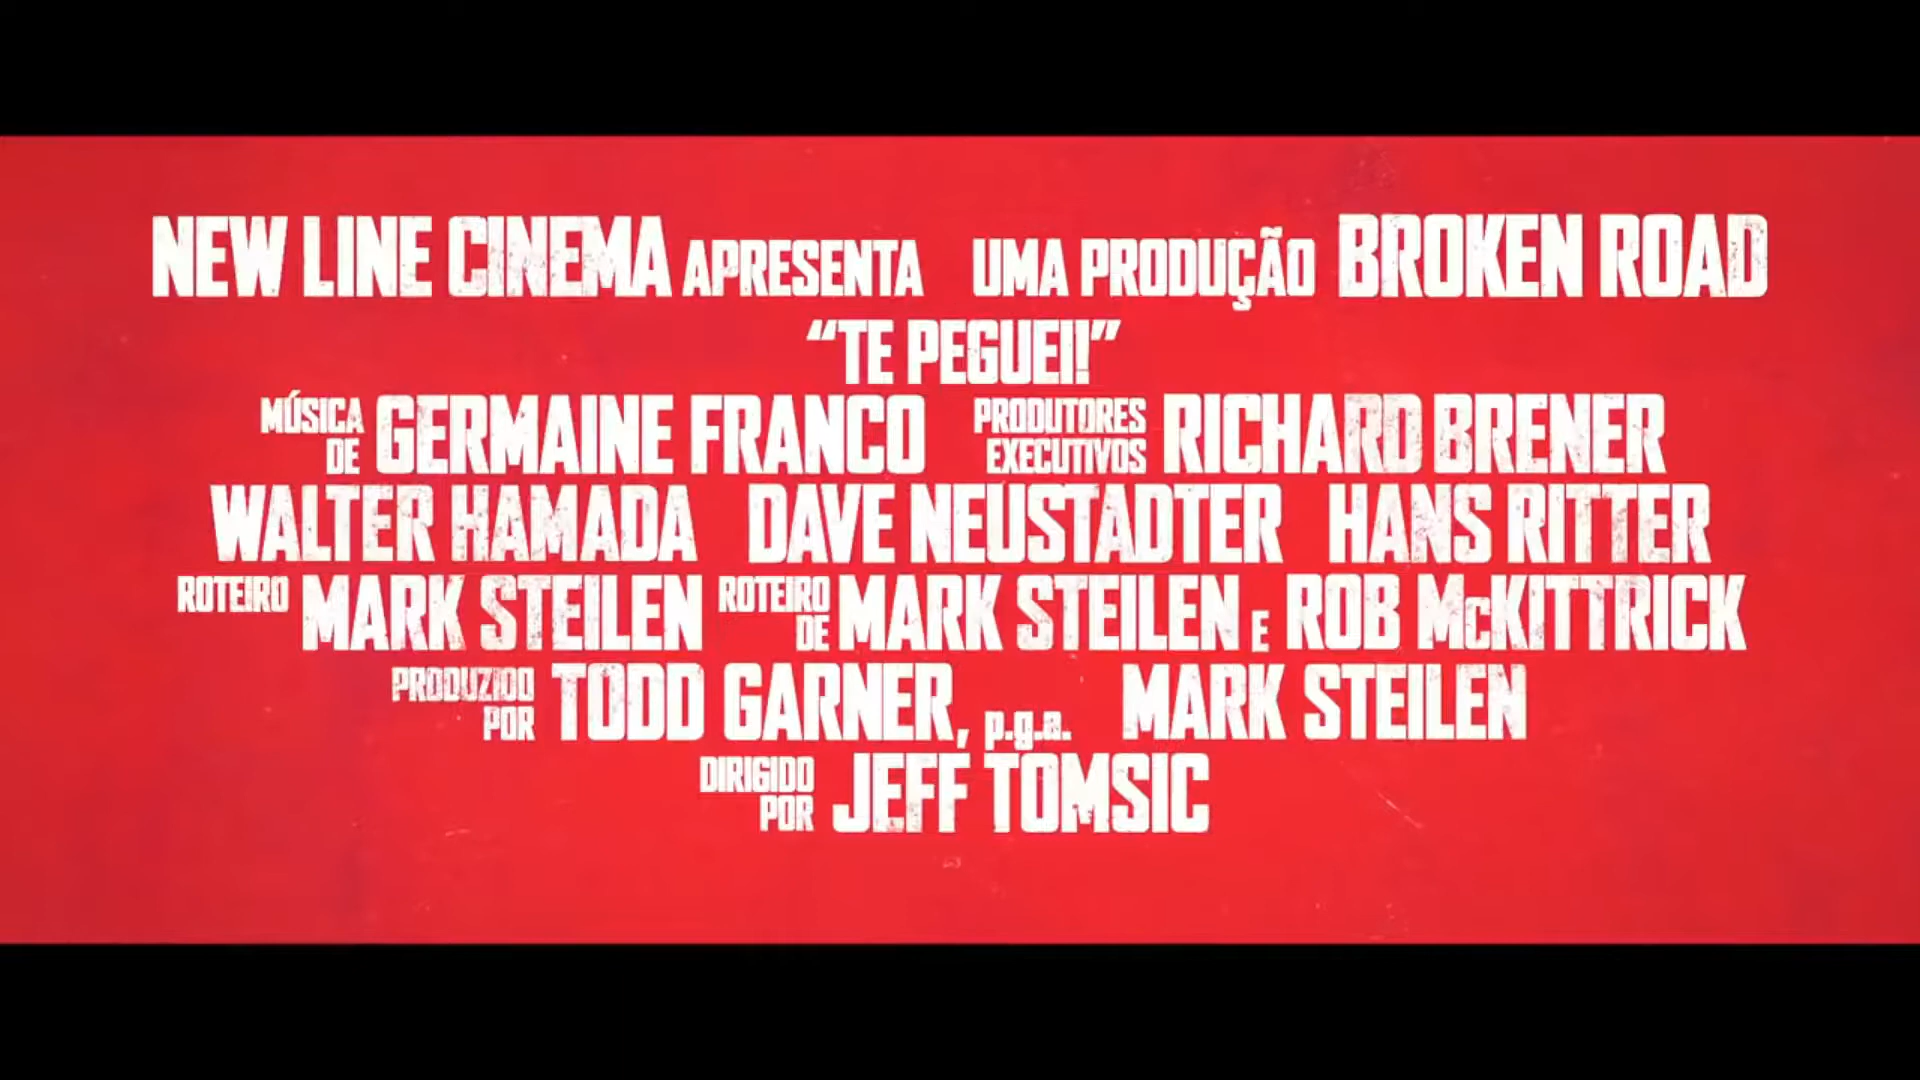 NEW LINE CINEMA APRESENTA UMA PRODUÇÃO BROKEN ROAD
“TE PEGUEI!”
MÚSICA DE GERMAINE FRANCO PRODUTORES EXECUTIVOS RICHARD BRENER
WALTER HAMADA DAVE NEUSTADTER HANS RITTER
ROTEIRO MARK STEILEN ROTEIRO DE MARK STEILEN E ROB McKITTRICK
PRODUZIDO POR TODD GARNER, p.g.a. MARK STEILEN
DIRIGIDO POR JEFF TOMSIC